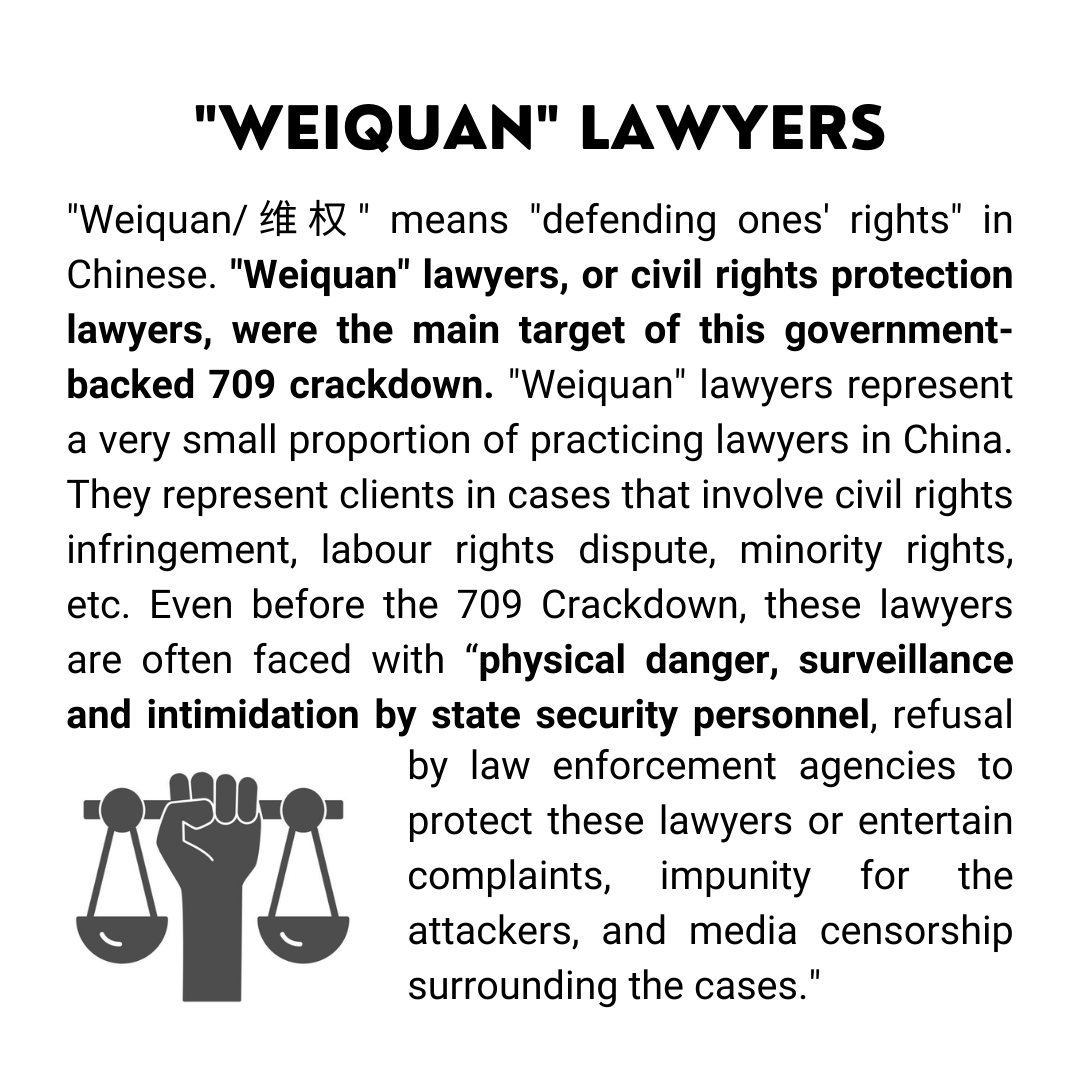 "WEIQUAN" LAWYERS
"Weiquan/ 维 权 " means "defending ones' rights" in
Chinese. "Weiquan" lawyers, or civil rights protection
lawyers, were the main target of this government-
backed 709 crackdown. "Weiquan" lawyers represent
a very small proportion of practicing lawyers in China.
They represent clients in cases that involve civil rights
infringement, labour rights dispute, minority rights,
etc. Even before the 709 Crackdown, these lawyers
are often faced with “physical danger, surveillance
and intimidation by state security personnel, refusal
by law enforcement agencies to
protect these lawyers or entertain
complaints, impunity for the
attackers, and media censorship
surrounding the cases."